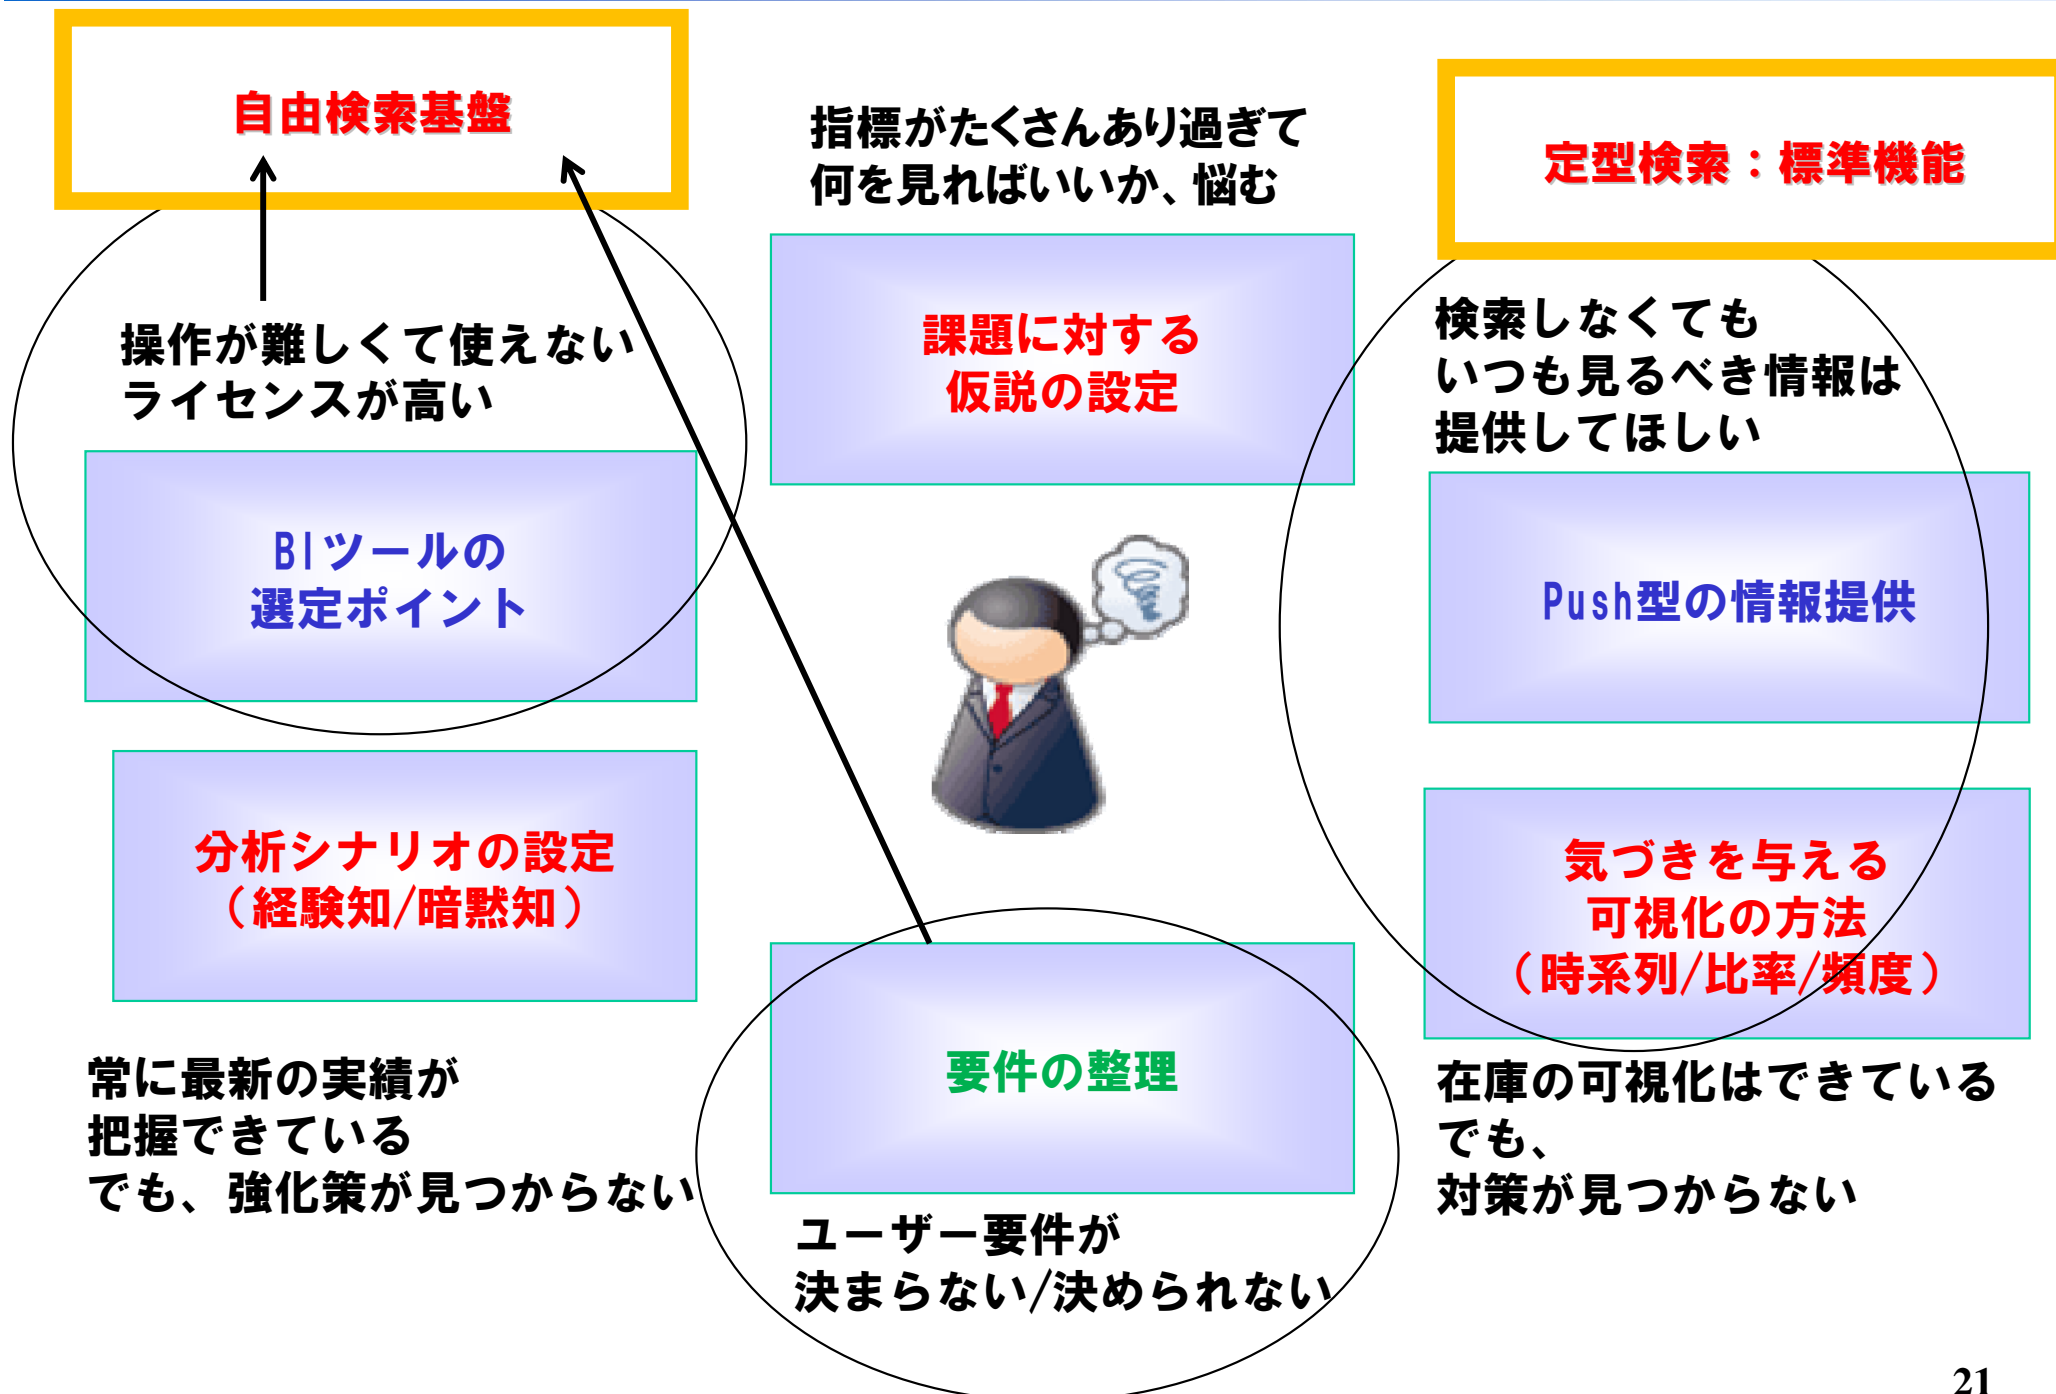 自由検索基盤
操作が難しくて使えない
ライセンスが高い
BIツールの
選定ポイント
分析シナリオの設定
（経験知/暗黙知）
常に最新の実績が
把握できている
でも、強化策が見つからない
指標がたくさんあり過ぎて
何を見ればいいか、悩む
課題に対する
仮説の設定
要件の整理
ユーザー要件が
決まらない/決められない
定型検索：標準機能
検索しなくても
いつも見るべき情報は
提供してほしい
Push型の情報提供
気づきを与える
可視化の方法
（時系列/比率/頻度）
在庫の可視化はできている
でも、
対策が見つからない
21